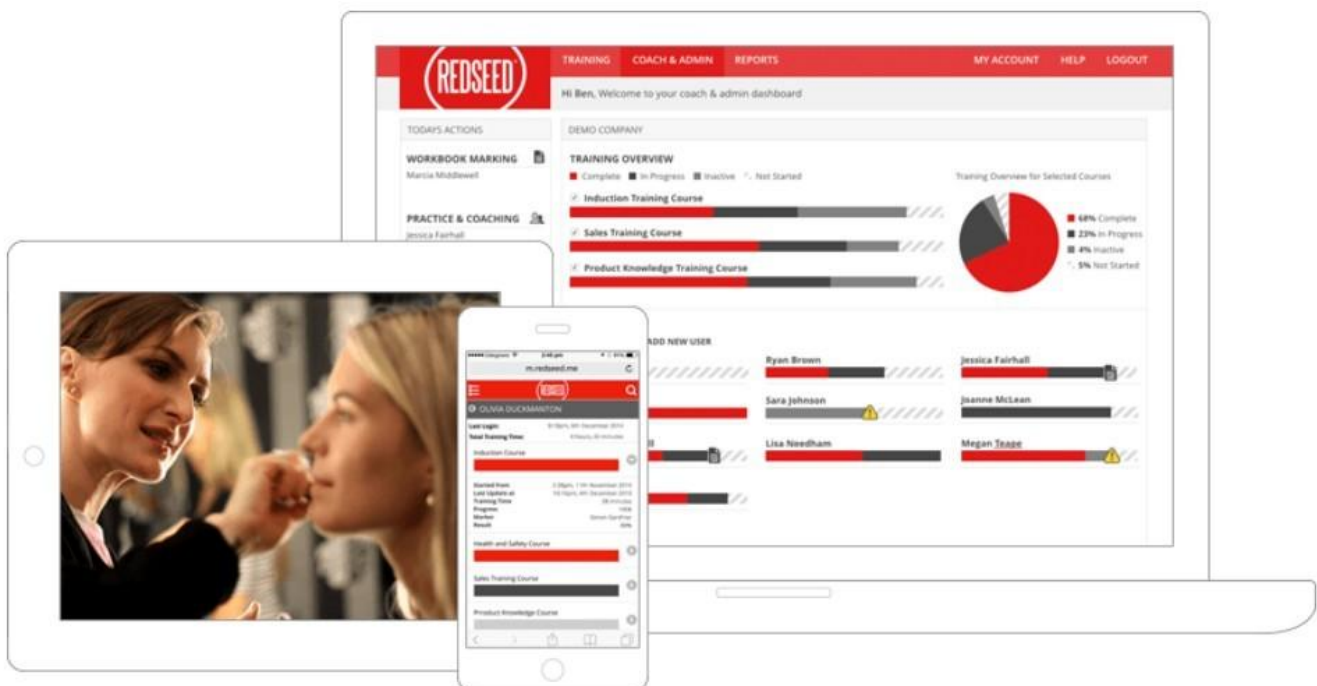 REDSEED
TRAINING COACH & ADMIN REPORTS MY ACCOUNT HELP LOGOUT
Hi Ben, Welcome to your coach & admin dashboard
TODAYS ACTIONS
WORKBOOK MARKING
Marcia Middlewell
PRACTICE & COACHING
Jessica Fairhall
DEMO COMPANY
TRAINING OVERVIEW
Complete In Progress Inactive Not Started
Induction Training Course
Sales Training Course
Product Knowledge Training Course
Training Overview for Selected Courses
68% Complete
23% In Progress
4% Inactive
5% Not Started
ADD NEW USER
Ryan Brown
Jessica Fairhall
Sara Johnson
Joanne McLean
Lisa Needham
Megan Teape
3:46 pm
m.redseed.me
REDSEED
OLIVIA DUCKMANTON
Last Login:
Total Training Time:
Induction Course
Started from
Last Update at
Training Time
Progress
Marker
Result
Health and Safety Course
Sales Training Course
Product Knowledge Course